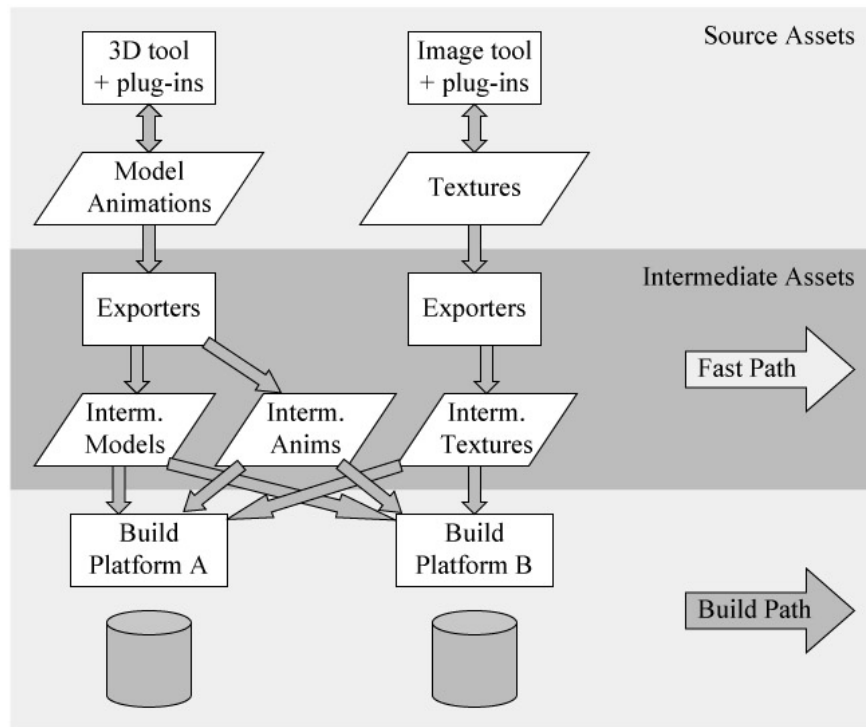 3D tool
+ plug-ins
Image tool
+ plug-ins
Source Assets
Model
Animations
Textures
Intermediate Assets
Exporters
Exporters
Fast Path
Interm.
Models
Interm.
Anims
Interm.
Textures
Build
Platform A
Build
Platform B
Build Path